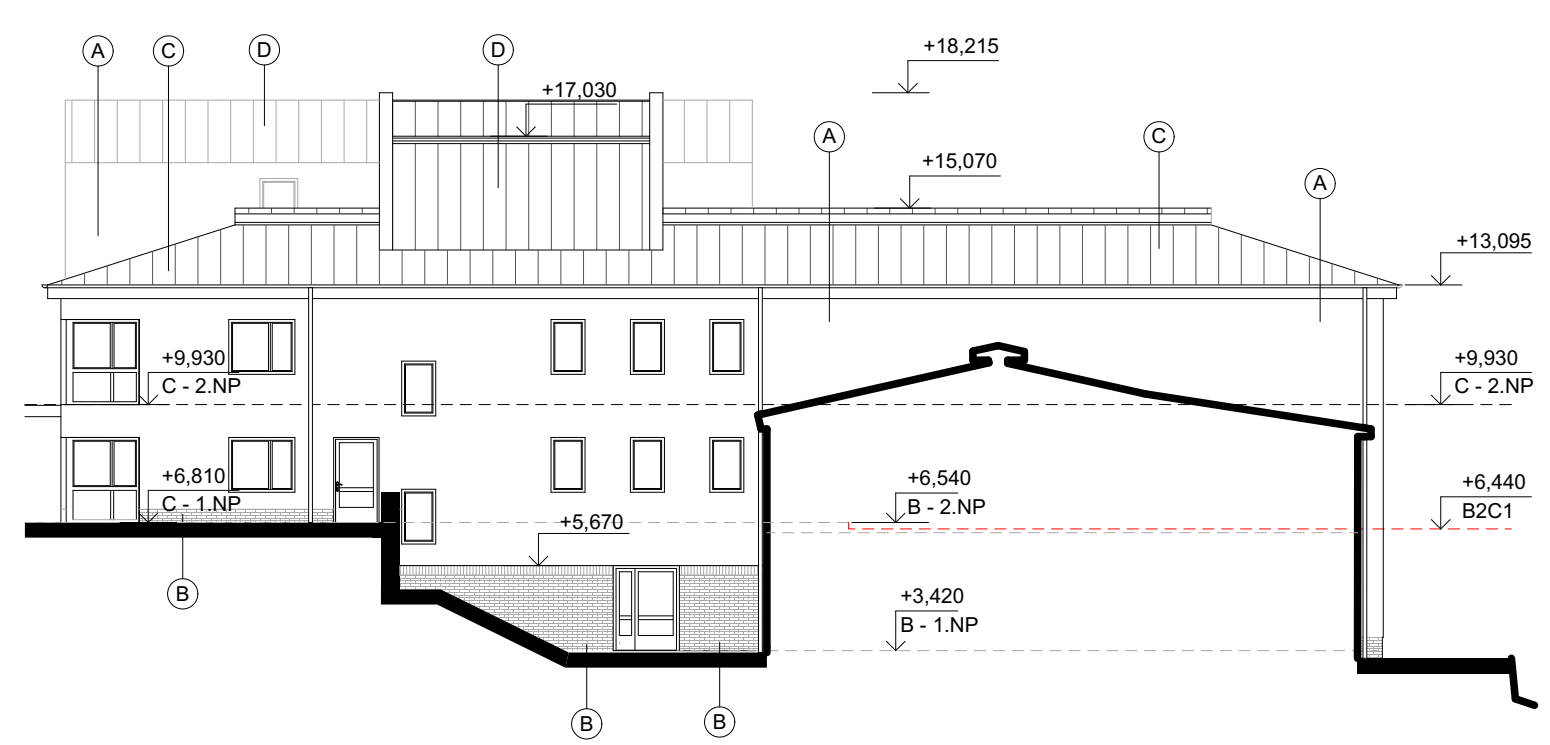 A
C
D
D
+18,215
+17,030
A
C
+15,070
A
+13,095
+9,930
C - 2.NP
+9,930
C - 2.NP
+6,810
C - 1.NP
+6,540
B - 2.NP
+6,440
B2C1
+5,670
B
+3,420
B - 1.NP
B
B